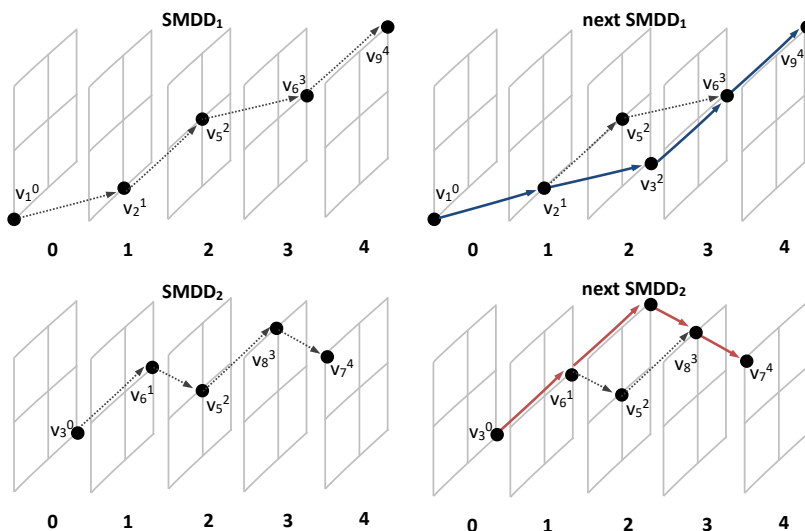 SMDD₁
next SMDD₁
v₉⁴
v₉⁴
v₆³
v₆³
v₅²
v₅²
v₁⁰
v₂¹
v₁⁰
v₂¹
v₃²
0 1 2 3 4
0 1 2 3 4
SMDD₂
next SMDD₂
v₈³
v₇⁴
v₈³
v₇⁴
v₆¹
v₅²
v₆¹
v₅²
v₃⁰
v₃⁰
0 1 2 3 4
0 1 2 3 4